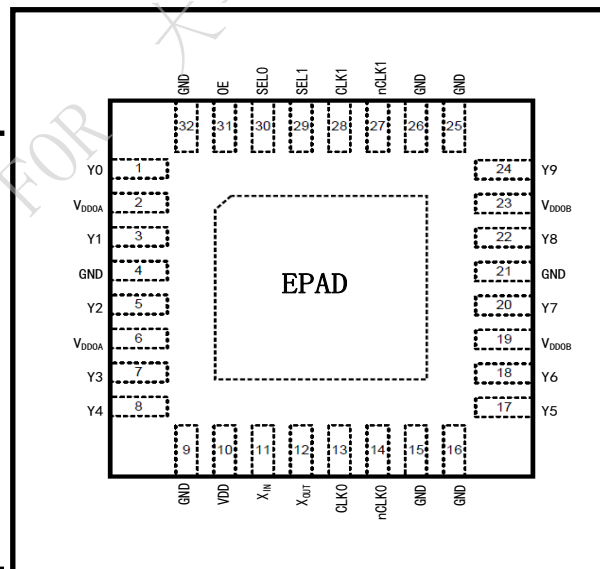 FOR 大
GND OE SEL0 SEL1 CLK1 nCLK1 GND GND
32 31 30 29 28 27 26 25
Y0 1 24 Y9
VDDOA 2 23 VDDOB
Y1 3 22 Y8
GND 4 21 GND
EPAD
Y2 5 20 Y7
VDDOA 6 19 VDDOB
Y3 7 18 Y6
Y4 8 17 Y5
9 10 11 12 13 14 15 16
GND VDD XIN XOUT CLK0 nCLK0 GND GND